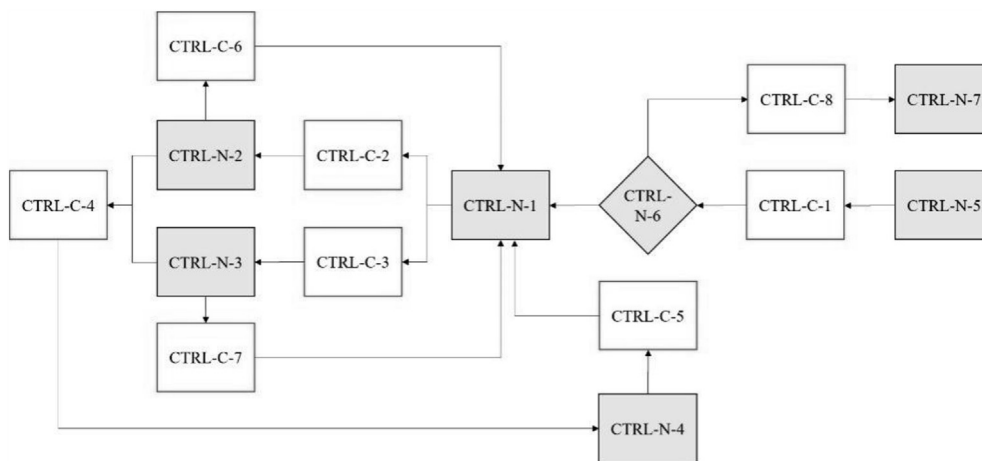 CTRL-C-6
CTRL-C-8
CTRL-N-7
CTRL-N-2
CTRL-C-2
CTRL-C-4
CTRL-N-1
CTRL-
N-6
CTRL-C-1
CTRL-N-5
CTRL-N-3
CTRL-C-3
CTRL-C-5
CTRL-C-7
CTRL-N-4